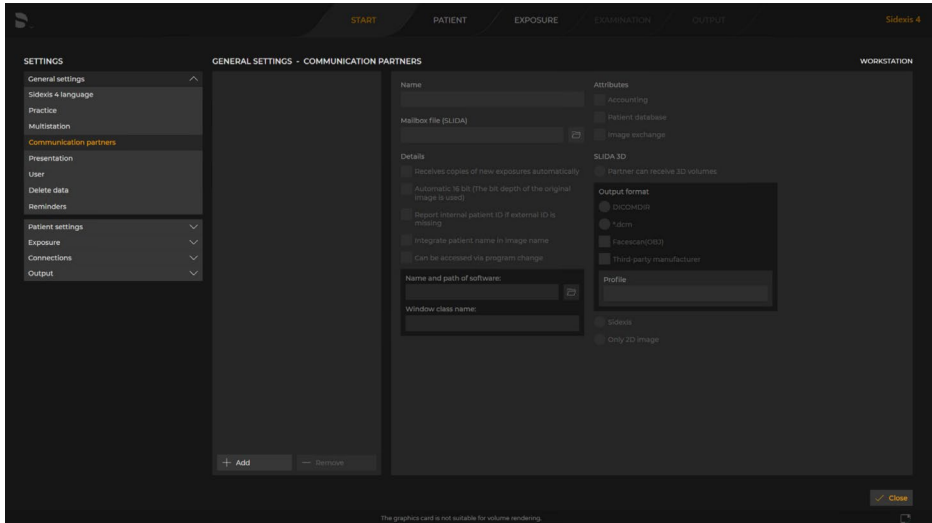 START
PATIENT
EXPOSURE
EXAMINATION
OUTPUT
Sidexis 4
SETTINGS
GENERAL SETTINGS - COMMUNICATION PARTNERS
WORKSTATION
General settings
Sidexis 4 language
Practice
Multistation
Communication partners
Presentation
User
Delete data
Reminders
Patient settings
Exposure
Connections
Output
Name
Mailbox file (SLIDA)
Details
Receives copies of new exposures automatically
Automatic 16 bit (The bit depth of the original
image is used)
Report internal patient ID if external ID is
missing
Integrate patient name in image name
Can be accessed via program change
Name and path of software:
Window class name:
Attributes
Accounting
Patient database
Image exchange
SLIDA 3D
Partner can receive 3D volumes
Output format
DICOMDIR
*.dcm
Facescan(OBJ)
Third-party manufacturer
Profile
Sidexis
Only 2D image
Add
Remove
Close
The graphics card is not suitable for volume rendering.